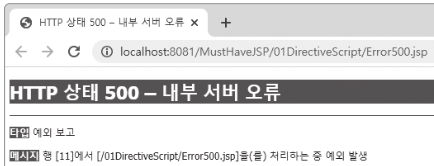 HTTP 상태 500 – 내부 서버 오류
localhost:8081/MustHaveJSP/01DirectiveScript/Error500.jsp
HTTP 상태 500 – 내부 서버 오류
타입 예외 보고
메시지 행 [11]에서 [/01DirectiveScript/Error500.jsp]을(를) 처리하는 중 예외 발생